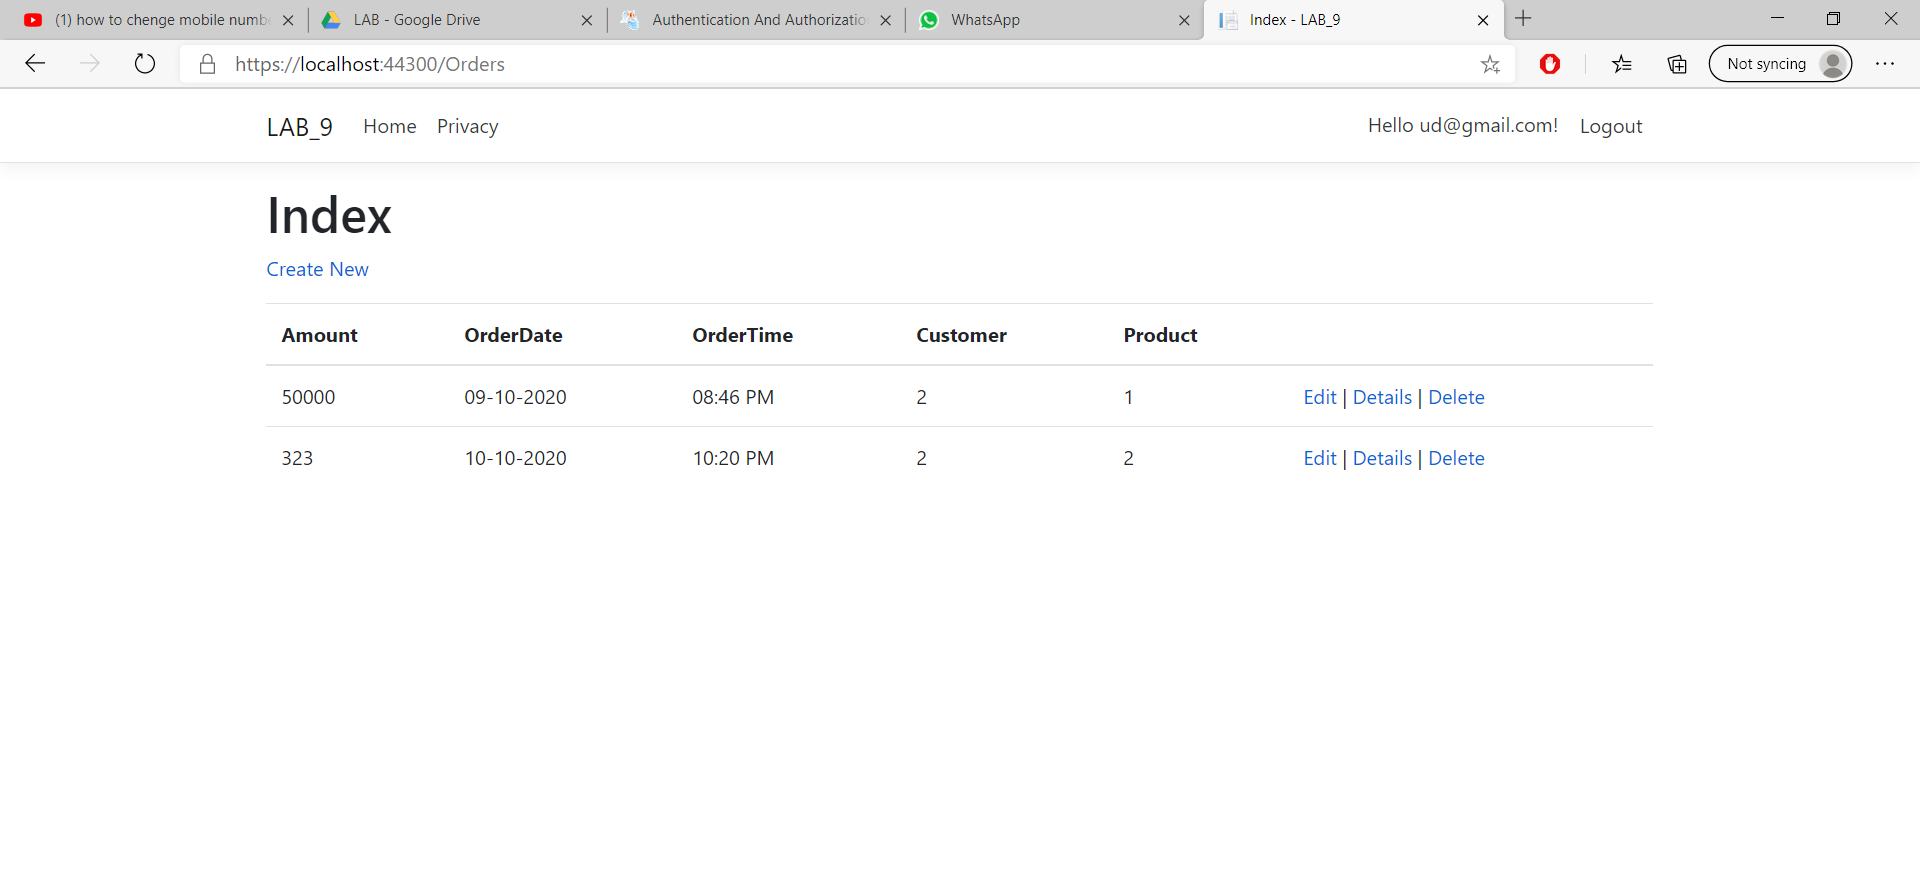 (1) how to chenge mobile numb
LAB - Google Drive
Authentication And Authorizatio
WhatsApp
Index - LAB_9
https://localhost:44300/Orders
Not syncing
LAB_9 Home Privacy Hello ud@gmail.com! Logout
Index
Create New
Amount OrderDate OrderTime Customer Product
50000 09-10-2020 08:46 PM 2 1 Edit | Details | Delete
323 10-10-2020 10:20 PM 2 2 Edit | Details | Delete